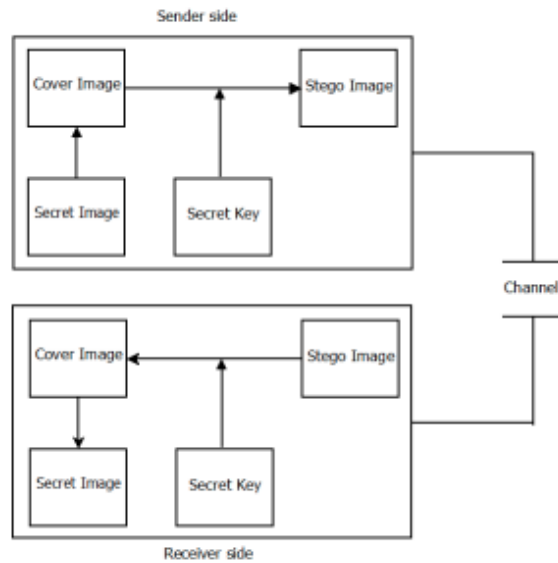 Sender side
Cover Image
Stego Image
Secret Image
Secret Key
Channel
Cover Image
Stego Image
Secret Image
Secret Key
Receiver side